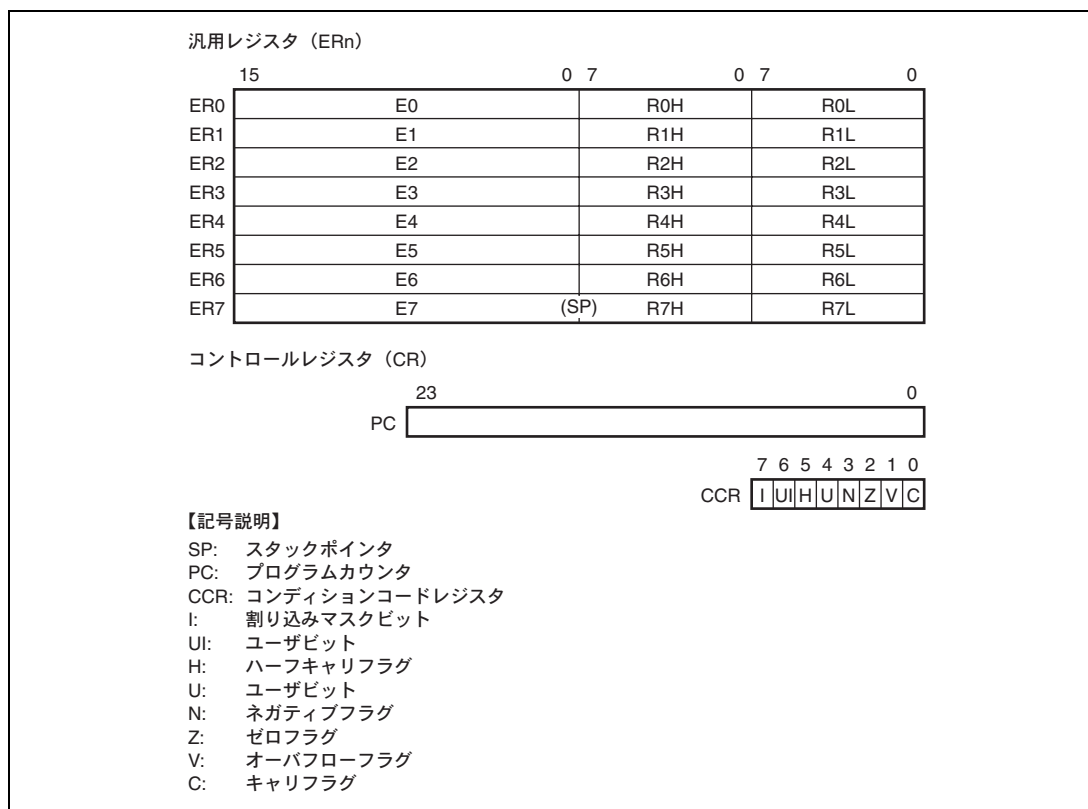 汎用レジスタ（ERn）
15 0 7 0 7 0
ER0 E0 R0H R0L
ER1 E1 R1H R1L
ER2 E2 R2H R2L
ER3 E3 R3H R3L
ER4 E4 R4H R4L
ER5 E5 R5H R5L
ER6 E6 R6H R6L
ER7 E7 (SP) R7H R7L
コントロールレジスタ（CR）
23 0
PC
7 6 5 4 3 2 1 0
CCR I UI H U N Z V C
【記号説明】
SP: スタックポインタ
PC: プログラムカウンタ
CCR: コンディションコードレジスタ
I: 割り込みマスクビット
UI: ユーザビット
H: ハーフキャリフラグ
U: ユーザビット
N: ネガティブフラグ
Z: ゼロフラグ
V: オーバフローフラグ
C: キャリフラグ